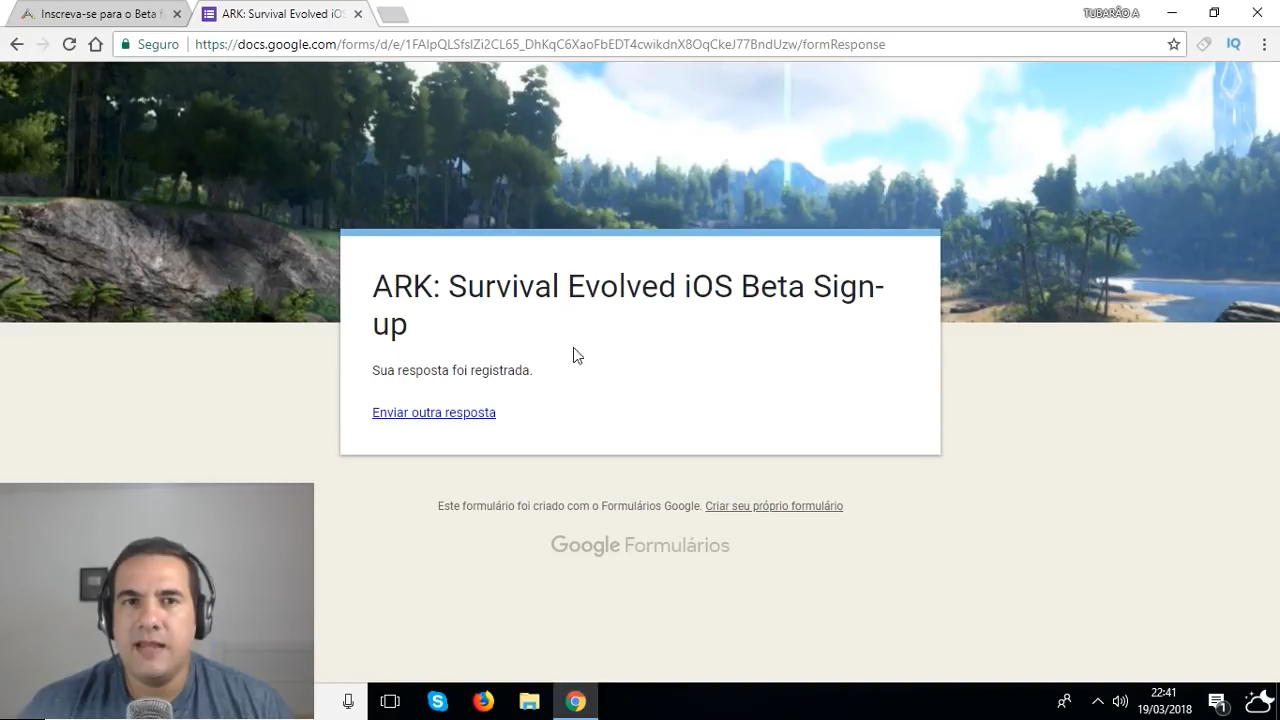 Inscreva-se para o Beta f
ARK: Survival Evolved iOS
TUBARÃO A
Seguro
https://docs.google.com/forms/d/e/1FAIpQLSfslZi2CL65_DhKqC6XaoFbEDT4cwikdnX8OqCkeJ77BndUzw/formResponse
IQ
ARK: Survival Evolved iOS Beta Sign-
up
Sua resposta foi registrada.
Enviar outra resposta
Este formulário foi criado com o Formulários Google. Criar seu próprio formulário
Google Formulários
22:41
19/03/2018
1